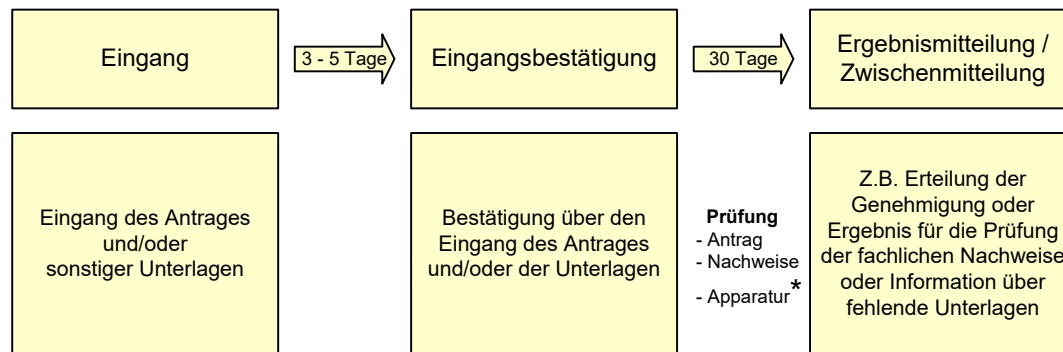 Eingang
3 - 5 Tage
Eingangsbestätigung
30 Tage
Ergebnismitteilung /
Zwischenmitteilung
Eingang des Antrages
und/oder
sonstiger Unterlagen
Bestätigung über den
Eingang des Antrages
und/oder der Unterlagen
Prüfung
- Antrag
- Nachweise
- Apparatur*
Z.B. Erteilung der
Genehmigung oder
Ergebnis für die Prüfung
der fachlichen Nachweise
oder Information über
fehlende Unterlagen